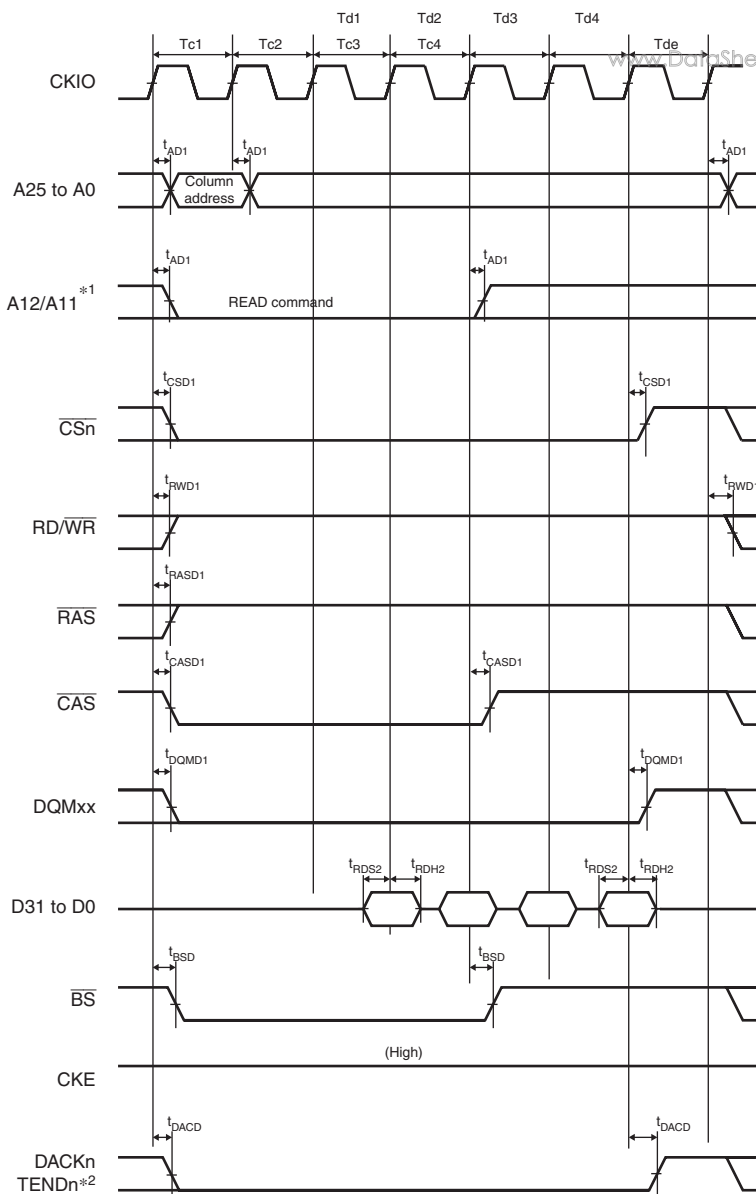 Td1 Td2 Td3 Td4
Tc1 Tc2 Tc3 Tc4 Tde
www.DataShe
CKIO
tAD1 tAD1 tAD1
A25 to A0
Column
address
tAD1 tAD1
A12/A11*1
READ command
tCSD1 tCSD1
CSn
tRWD1 tRWD1
RD/WR
tRASD1
RAS
tCASD1 tCASD1
CAS
tDQMD1 tDQMD1
DQMxx
tRDS2 tRDH2 tRDS2 tRDH2
D31 to D0
tBSD tBSD
BS
(High)
CKE
tDACD tDACD
DACKn
TENDn*2